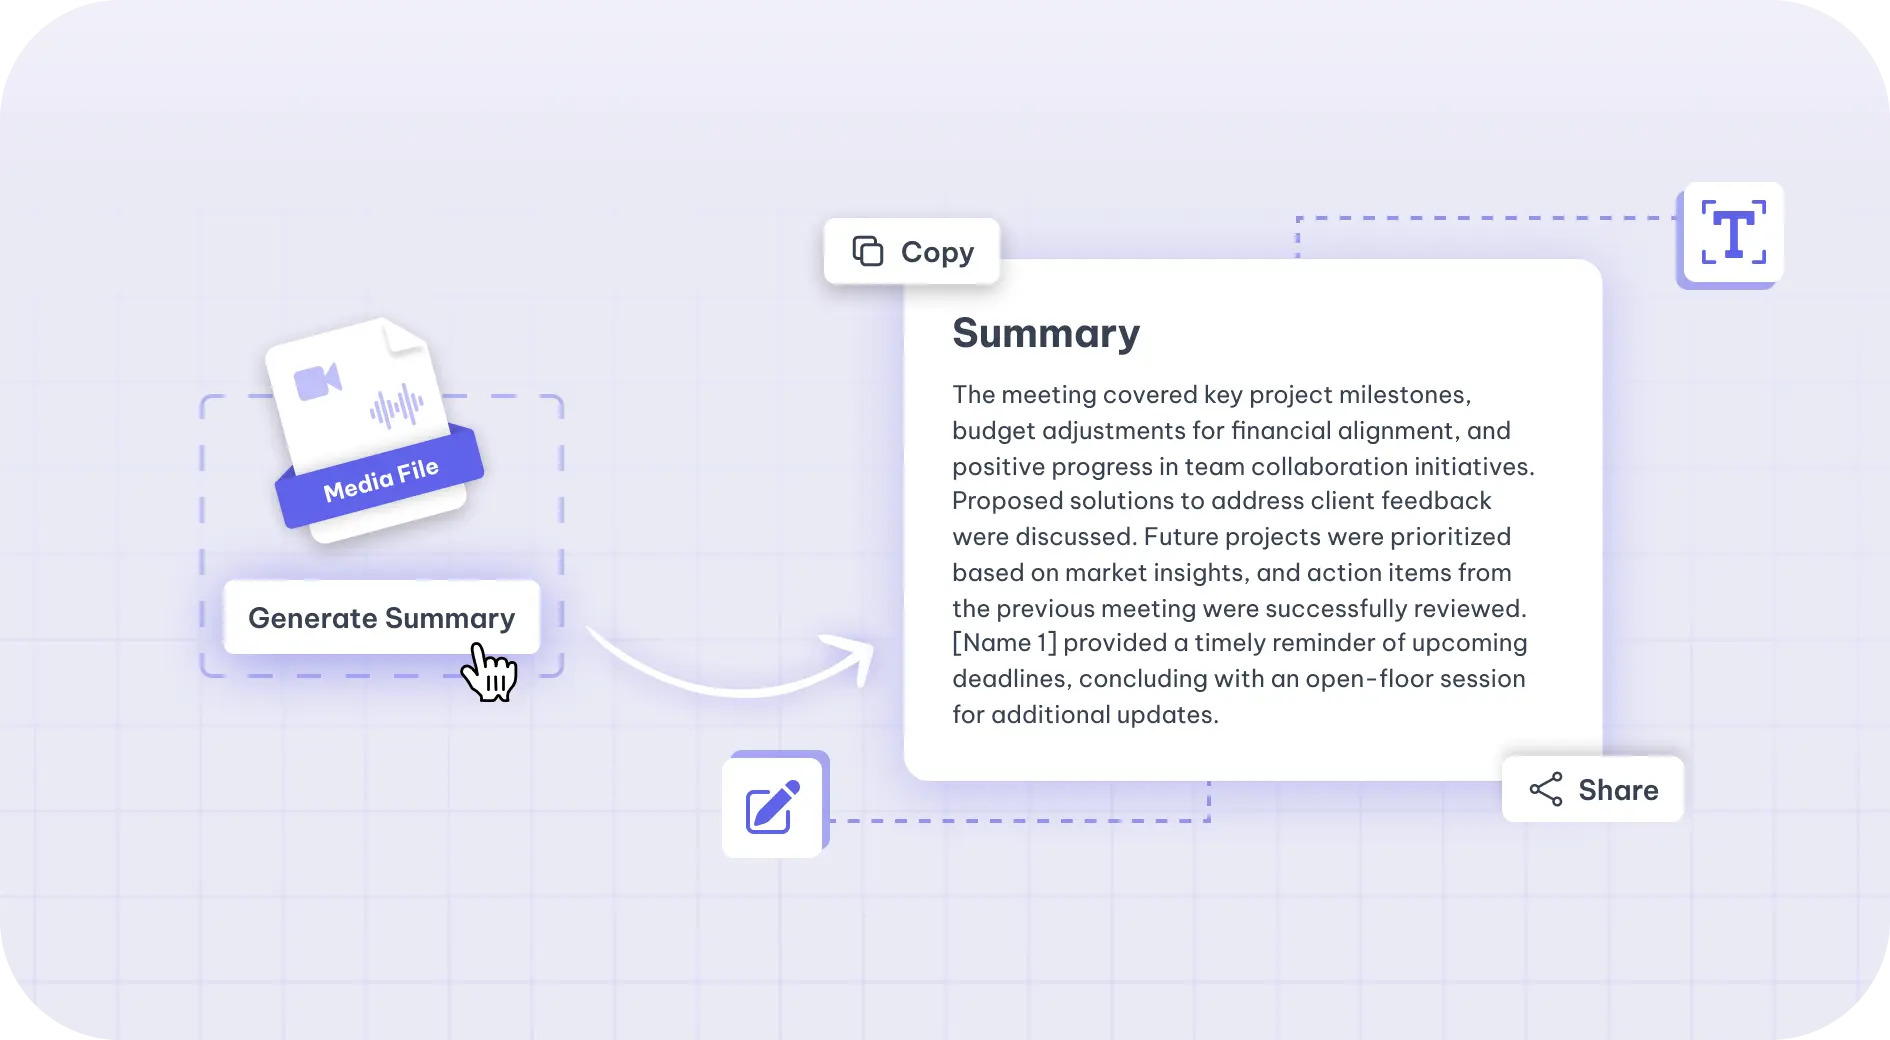 Media File
Generate Summary
Copy
Summary
The meeting covered key project milestones,
budget adjustments for financial alignment, and
positive progress in team collaboration initiatives.
Proposed solutions to address client feedback
were discussed. Future projects were prioritized
based on market insights, and action items from
the previous meeting were successfully reviewed.
[Name 1] provided a timely reminder of upcoming
deadlines, concluding with an open-floor session
for additional updates.
Share
T